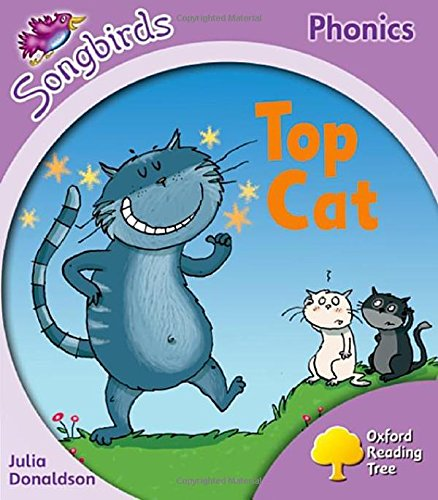 Songbirds
Phonics
Top
Cat
Julia
Donaldson
Oxford
Reading
Tree